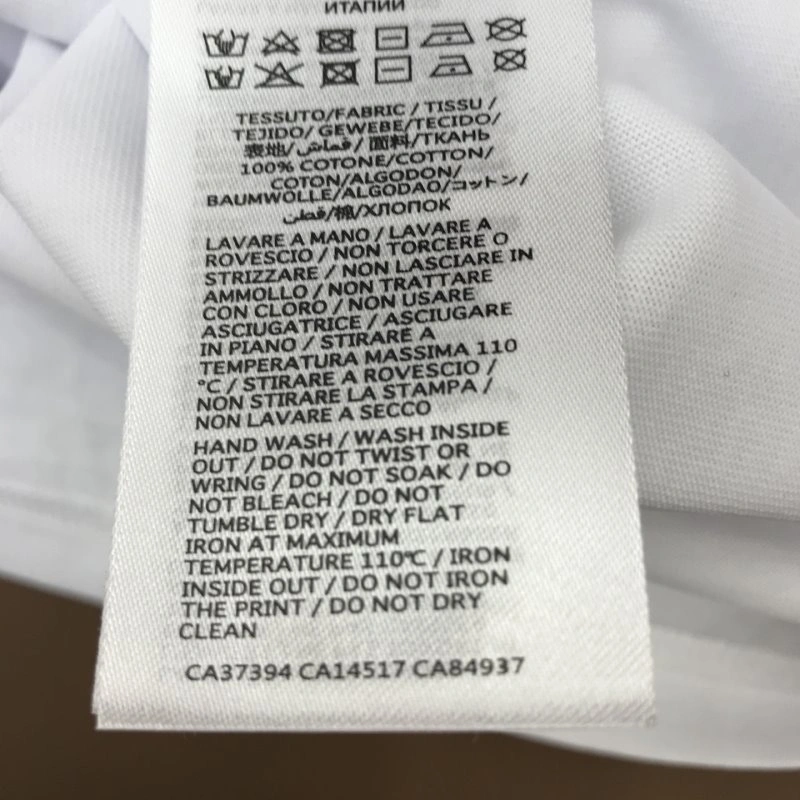 ИТАЛИИ
TESSUTO/FABRIC / TISSU /
TEJIDO/ GEWEBE/TECIDO/
表地/قماش/ 面料/ТКАНЬ
100% COTONE/COTTON/
COTON/ALGODON/
BAUMWOLLE/ALGODAO/コットン/
قطن/棉/ХЛОПОК
LAVARE A MANO / LAVARE A
ROVESCIO / NON TORCERE O
STRIZZARE / NON LASCIARE IN
AMMOLLO / NON TRATTARE
CON CLORO / NON USARE
ASCIUGATRICE / ASCIUGARE
IN PIANO / STIRARE A
TEMPERATURA MASSIMA 110
°C / STIRARE A ROVESCIO /
NON STIRARE LA STAMPA /
NON LAVARE A SECCO
HAND WASH / WASH INSIDE
OUT / DO NOT TWIST OR
WRING / DO NOT SOAK / DO
NOT BLEACH / DO NOT
TUMBLE DRY / DRY FLAT
IRON AT MAXIMUM
TEMPERATURE 110℃ / IRON
INSIDE OUT / DO NOT IRON
THE PRINT / DO NOT DRY
CLEAN
CA37394 CA14517 CA84937